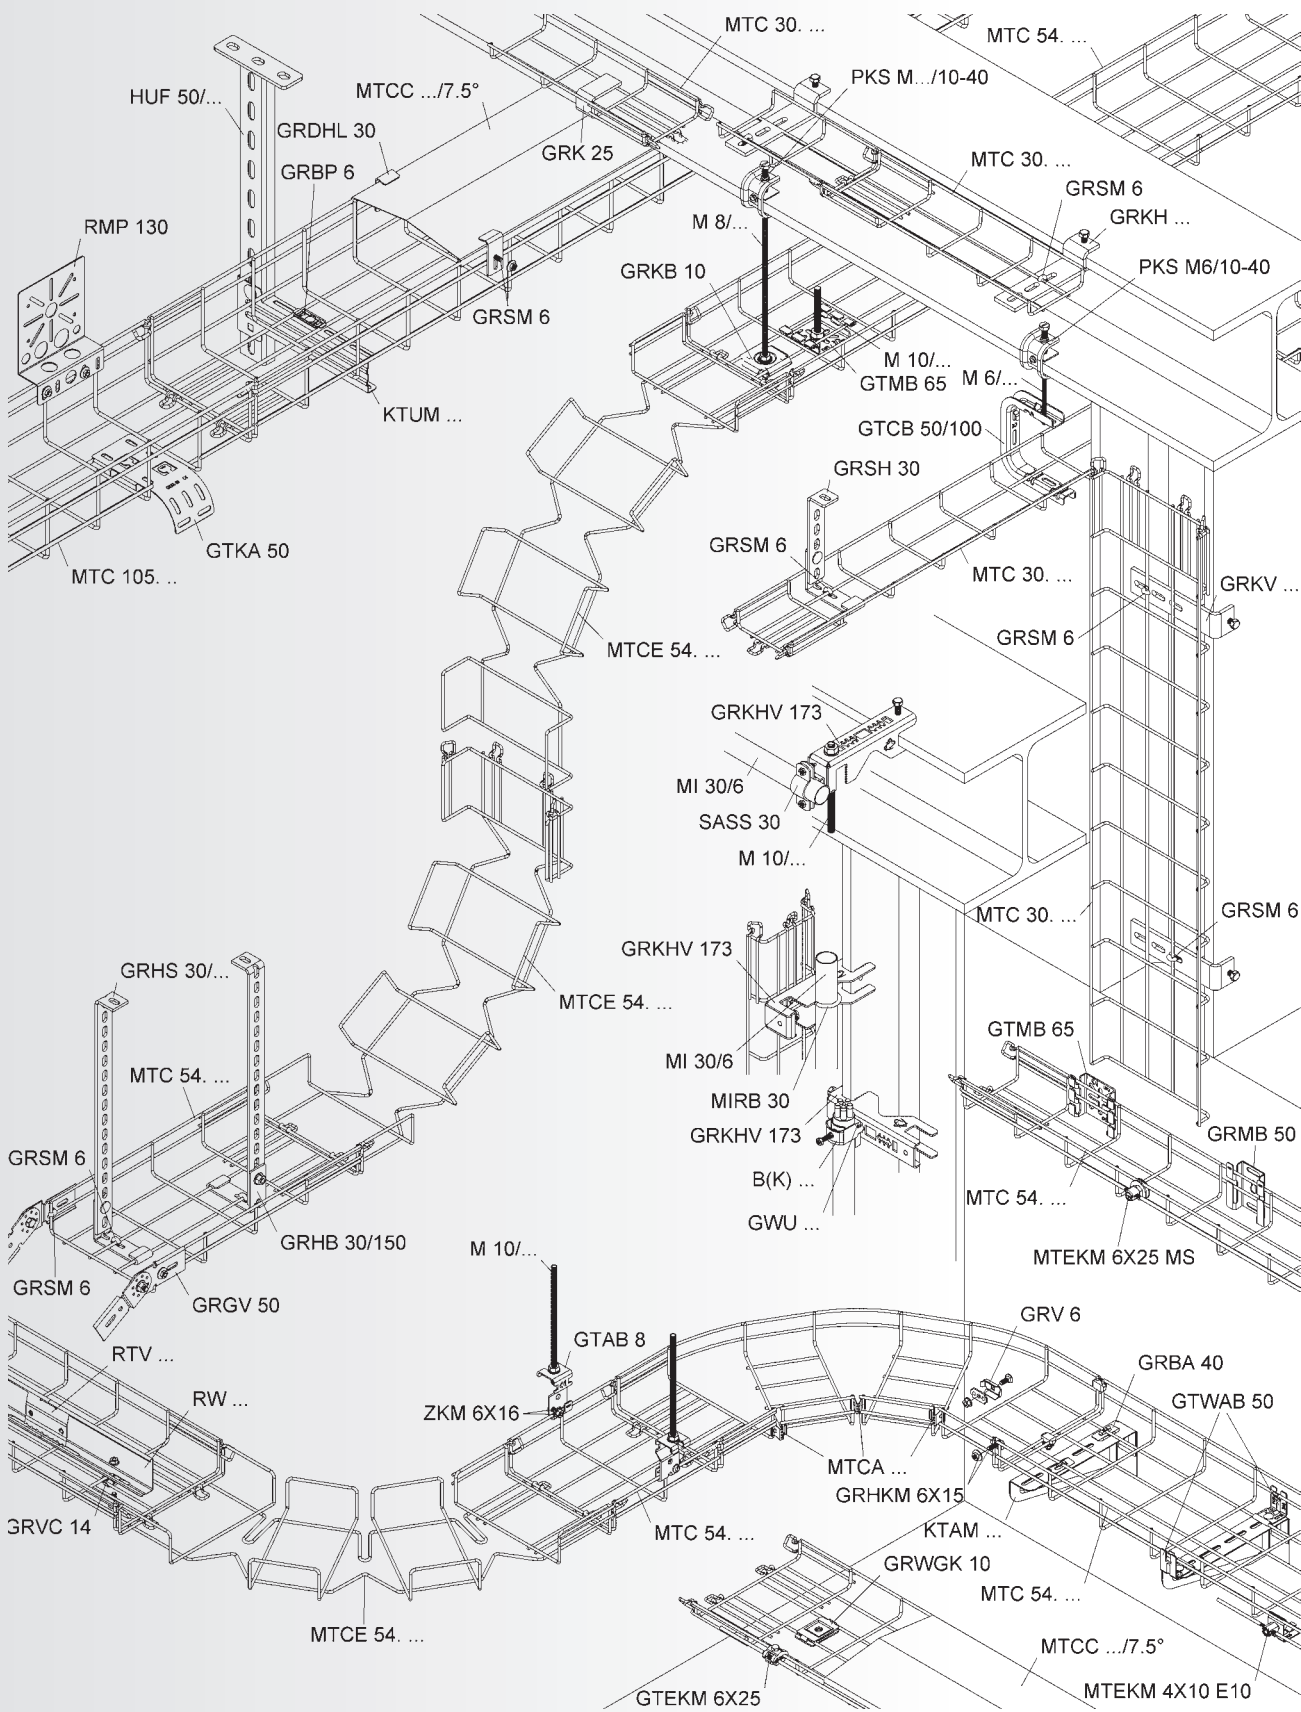 MTC 30. ...
MTC 54. ...
PKS M.../10-40
HUF 50/...
MTCC .../7.5°
GRDHL 30
GRK 25
GRBP 6
MTC 30. ...
GRSM 6
GRKH ...
RMP 130
M 8/...
PKS M6/10-40
GRKB 10
GRSM 6
M 10/...
GTMB 65
M 6/...
KTUM ...
GTCB 50/100
GRSH 30
GTKA 50
GRSM 6
MTC 105. ..
MTC 30. ...
GRKV ...
GRSM 6
MTCE 54. ...
GRKHV 173
MI 30/6
SASS 30
M 10/...
MTC 30. ...
GRSM 6
GRKHV 173
GRHS 30/...
MTCE 54. ...
GTMB 65
MI 30/6
MTC 54. ...
MIRB 30
GRKHV 173
GRMB 50
GRSM 6
B(K) ...
MTC 54. ...
GWU ...
GRHB 30/150
M 10/...
MTEKM 6X25 MS
GRSM 6
GRGV 50
GRV 6
GTAB 8
RTV ...
GRBA 40
RW ...
GTWAB 50
ZKM 6X16
MTCA ...
GRHKM 6X15
GRVC 14
MTC 54. ...
KTAM ...
GRWGK 10
MTC 54. ...
MTCE 54. ...
MTCC .../7.5°
GTEKM 6X25
MTEKM 4X10 E10